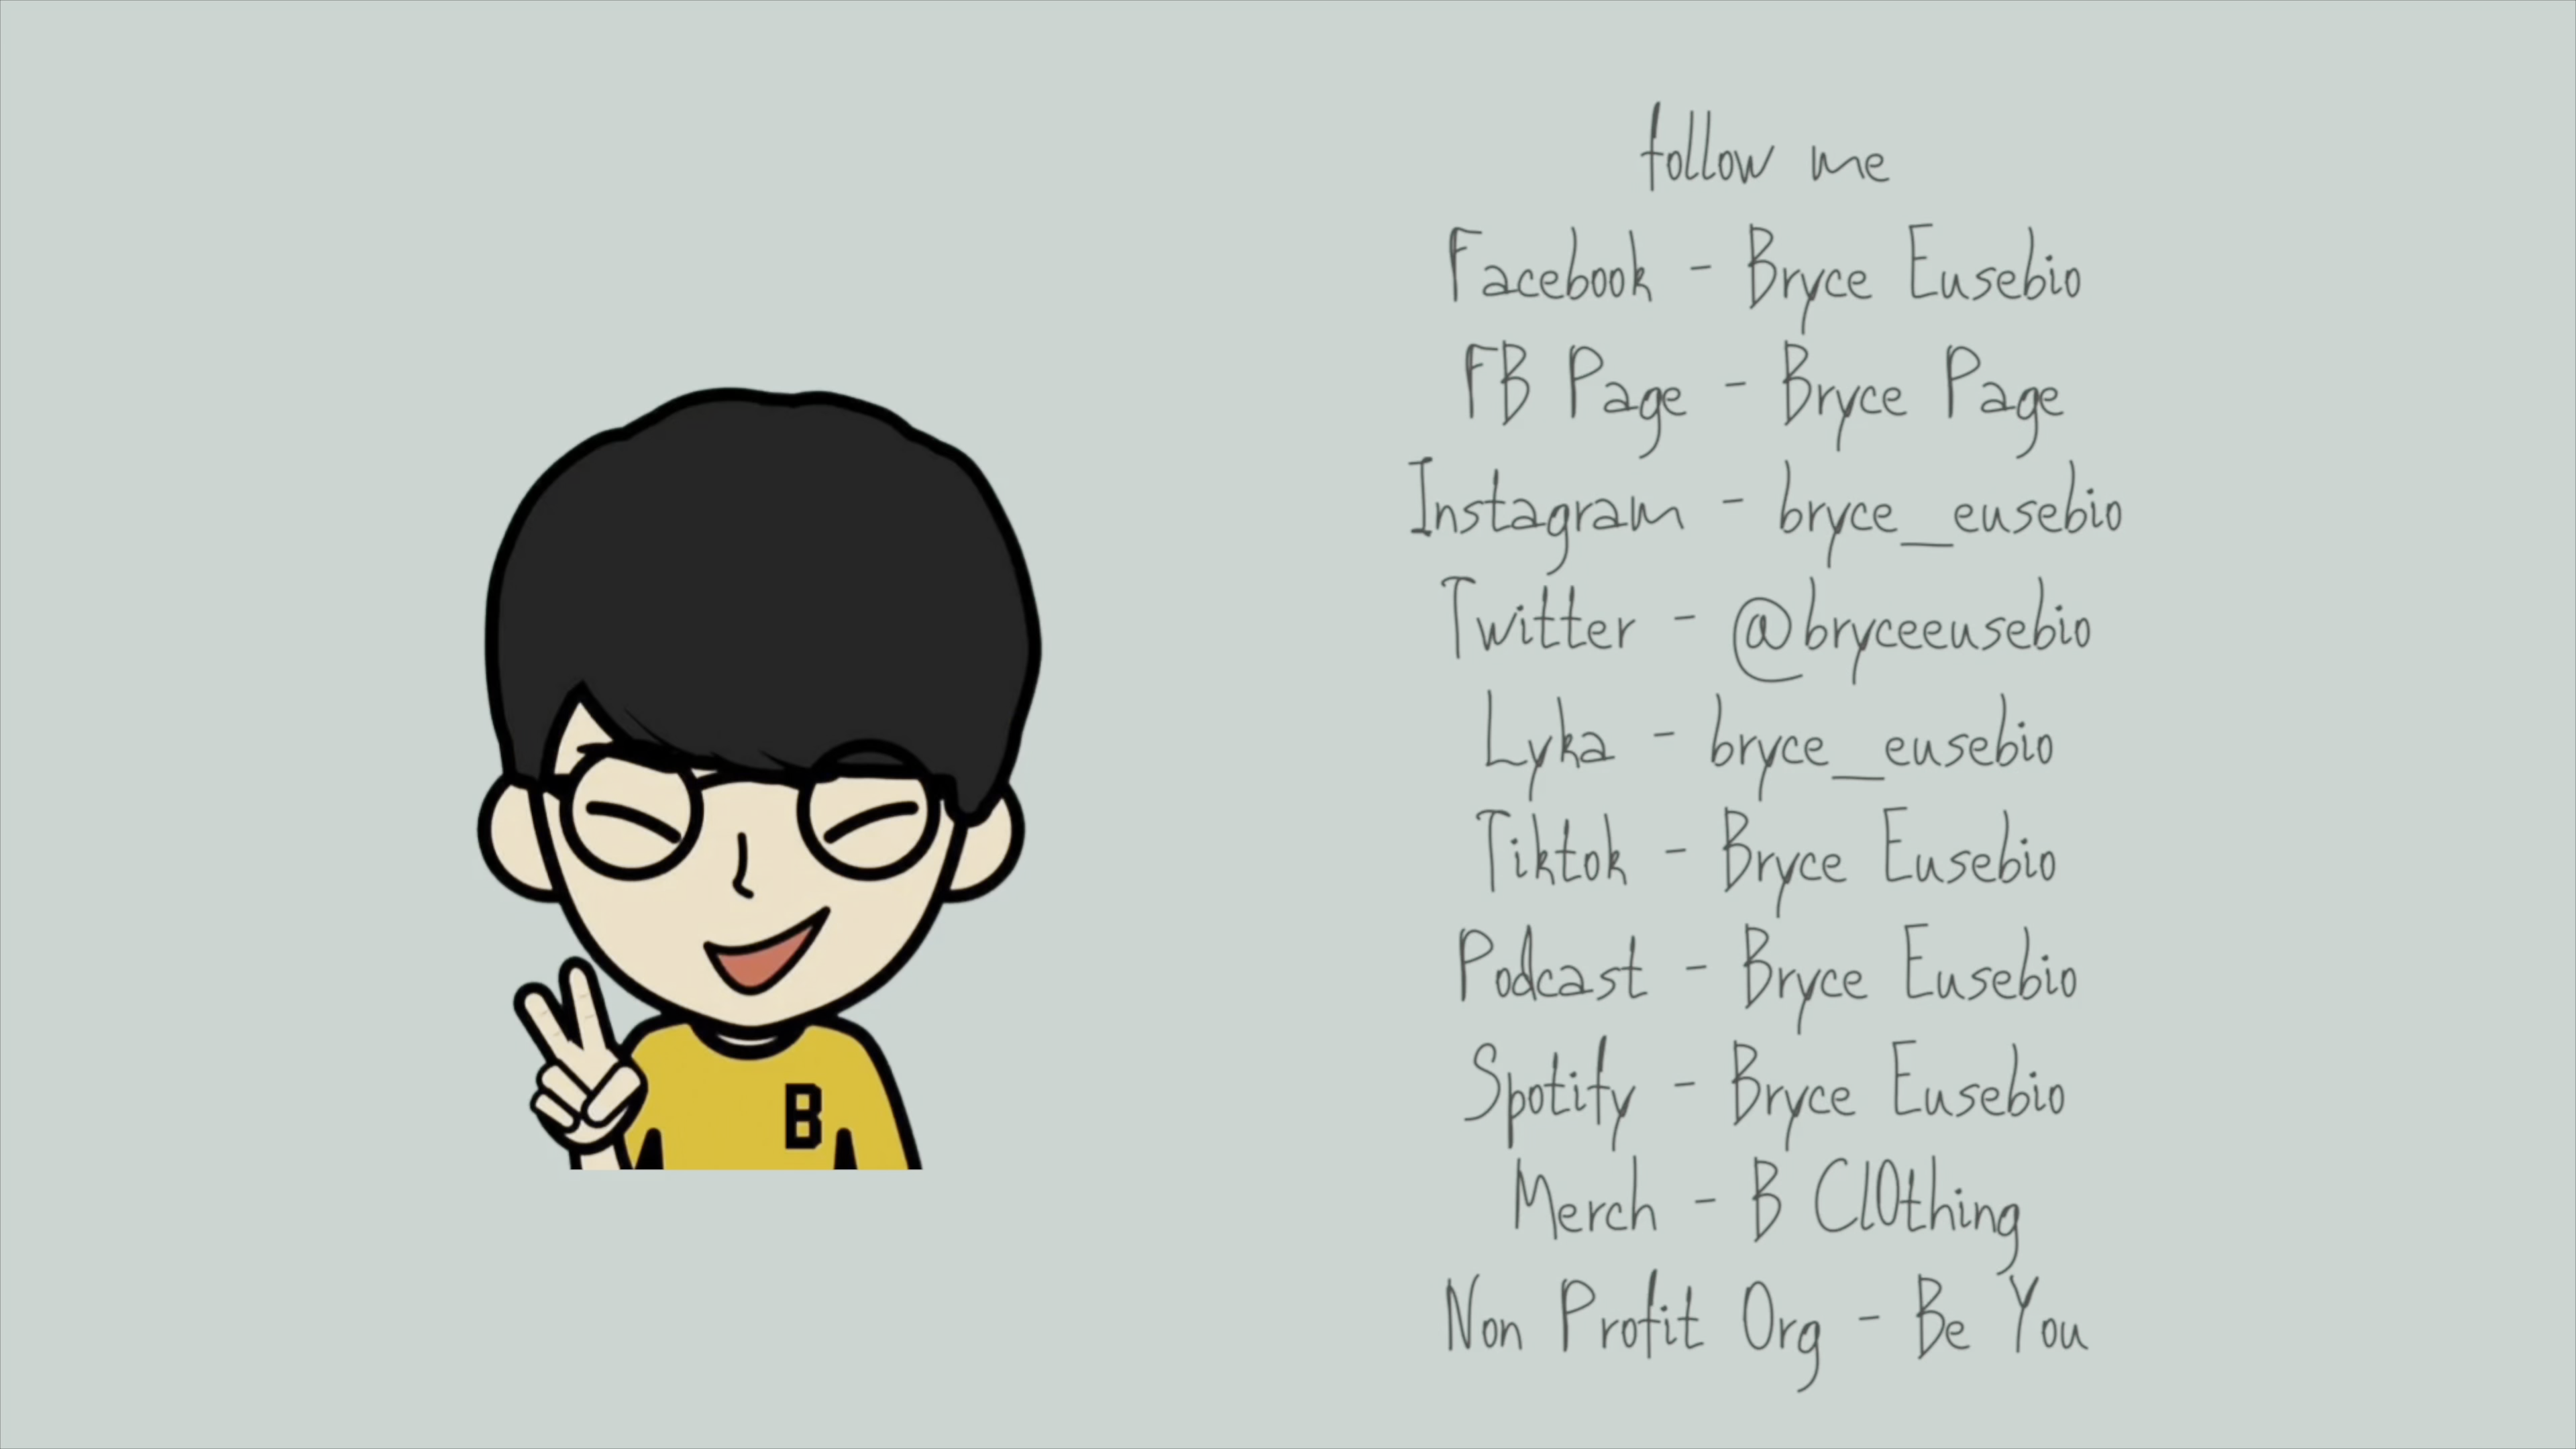 B
follow me
Facebook - Bryce Eusebio
FB Page - Bryce Page
Instagram - bryce_eusebio
Twitter - @bryceeusebio
Lyka - bryce_eusebio
Tiktok - Bryce Eusebio
Podcast - Bryce Eusebio
Spotify - Bryce Eusebio
Merch - B ClOthing
Non Profit Org - Be You